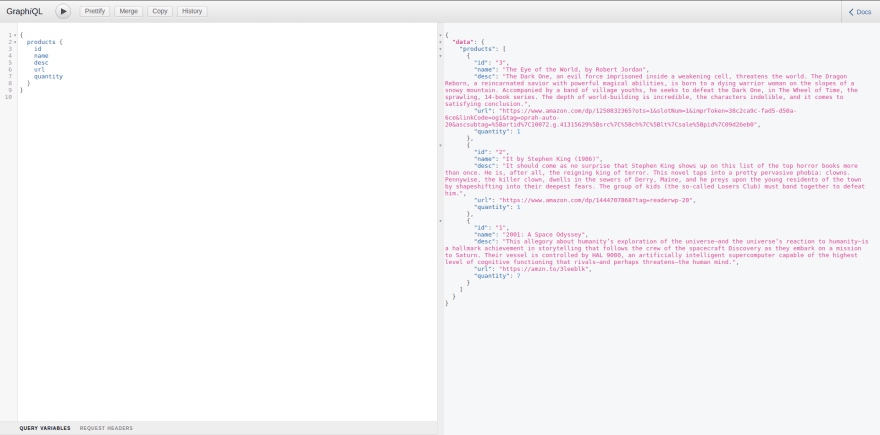 GraphiQL
Prettify
Merge
Copy
History
Docs
1 {
2 products {
3 id
4 name
5 desc
6 url
7 quantity
8 }
9 }
10
{
"data": {
"products": [
{
"id": "3",
"name": "The Eye of the World, by Robert Jordan",
"desc": "The Dark One, an evil force imprisoned inside a weakening cell, threatens the world. The Dragon
Reborn, a reincarnated savior with powerful magical abilities, is born to a dying warrior woman on the slopes of a
snowy mountain. Accompanied by a band of village youths, he seeks to defeat the Dark One, in The Wheel of Time, the
sprawling, 14-book series. The depth of world-building is incredible, the characters indelible, and it comes to
satisfying conclusion.",
"url": "https://www.amazon.com/dp/1250832365?ots=1&slotNum=1&imprToken=38c2ca9c-fad5-d50a-
6ce&linkCode=ogi&tag=oprah-auto-
20&ascsubtag=%5Bartid%7C10072.g.41315629%5Bsrc%7C%5Bch%7C%5Blt%7Csale%5Bpid%7C09d26eb0",
"quantity": 1
},
{
"id": "2",
"name": "It by Stephen King (1986)",
"desc": "It should come as no surprise that Stephen King shows up on this list of the top horror books more
than once. He is, after all, the reigning king of terror. This novel taps into a pretty pervasive phobia: clowns.
Pennywise, the killer clown, dwells in the sewers of Derry, Maine, and he preys upon the young residents of the town
by shapeshifting into their deepest fears. The group of kids (the so-called Losers Club) must band together to defeat
him.",
"url": "https://www.amazon.com/dp/1444707868?tag=readerwp-20",
"quantity": 1
},
{
"id": "1",
"name": "2001: A Space Odyssey",
"desc": "This allegory about humanity's exploration of the universe—and the universe's reaction to humanity—is
a hallmark achievement in storytelling that follows the crew of the spacecraft Discovery as they embark on a mission
to Saturn. Their vessel is controlled by HAL 9000, an artificially intelligent supercomputer capable of the highest
level of cognitive functioning that rivals—and perhaps threatens—the human mind.",
"url": "https://amzn.to/3leeblk",
"quantity": 7
}
]
}
}
QUERY VARIABLES
REQUEST HEADERS